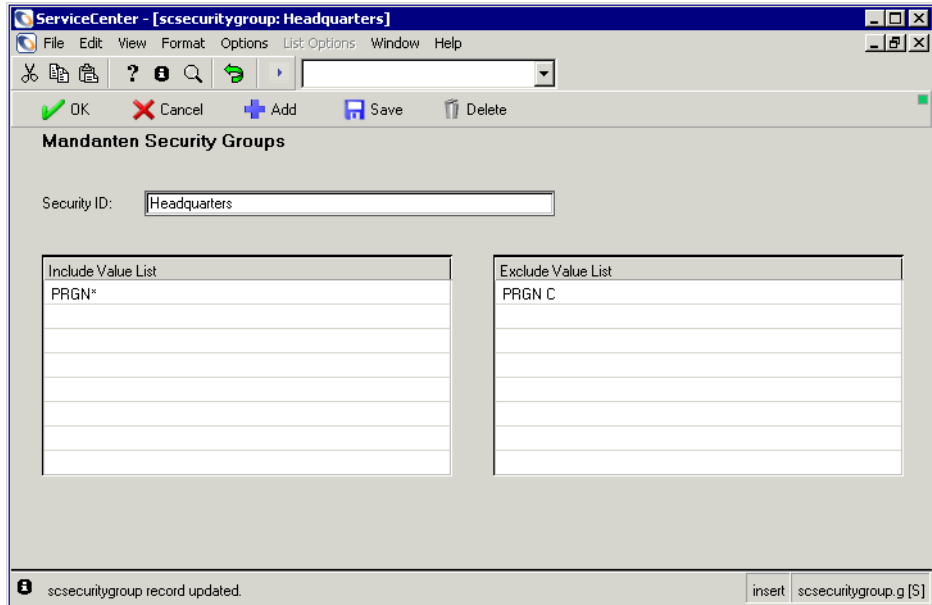 ServiceCenter - [scsecuritygroup: Headquarters]
File Edit View Format Options List Options Window Help
OK Cancel Add Save Delete
Mandanten Security Groups
Security ID: Headquarters
Include Value List Exclude Value List
PRGN* PRGN C
scsecuritygroup record updated. insert scsecuritygroup.g [S]